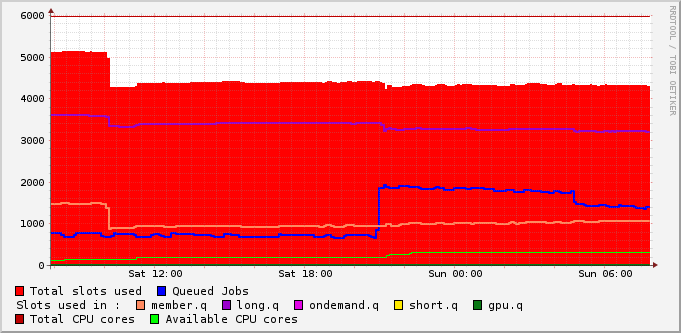 RRDTOOL / TOBI OETIKER
6000
5000
4000
3000
2000
1000
0
Sat 12:00 Sat 18:00 Sun 00:00 Sun 06:00
Total slots used Queued Jobs
Slots used in : member.q long.q ondemand.q short.q gpu.q
Total CPU cores Available CPU cores